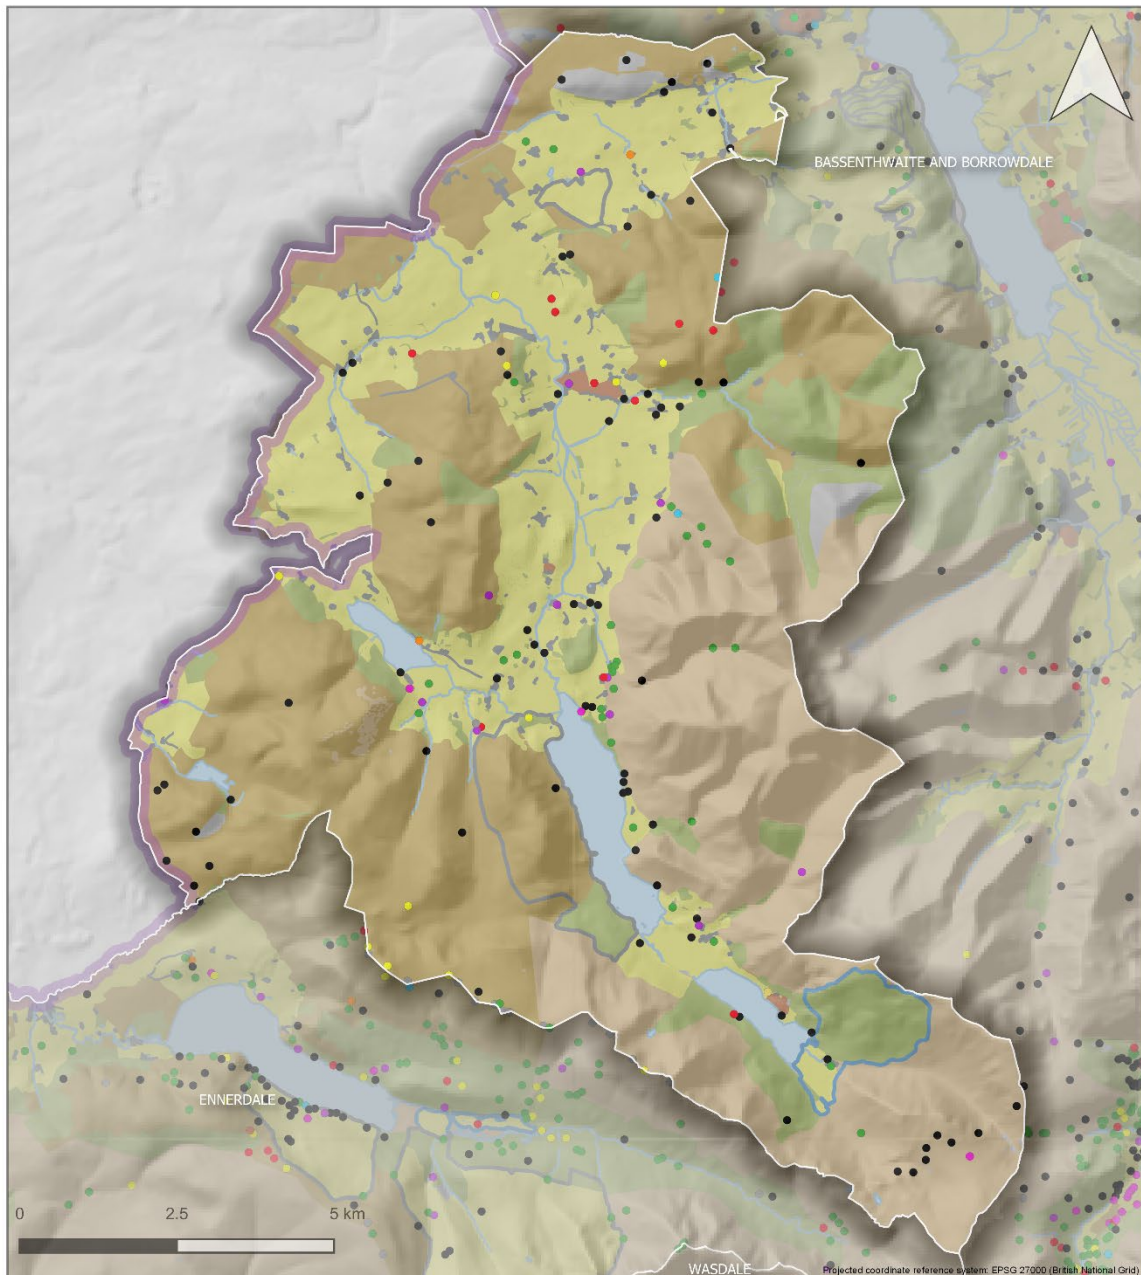 BASSENTHWAITE AND BORROWDALE
ENNERDALE
0 2.5 5 km
WASDALE
Projected coordinate reference system: EPSG 27000 (British National Grid)